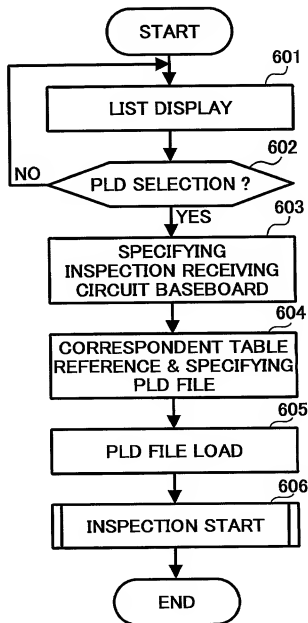 START
601
LIST DISPLAY
602
NO
PLD SELECTION ?
YES
603
SPECIFYING
INSPECTION RECEIVING
CIRCUIT BASEBOARD
604
CORRESPONDENT TABLE
REFERENCE & SPECIFYING
PLD FILE
605
PLD FILE LOAD
606
INSPECTION START
END